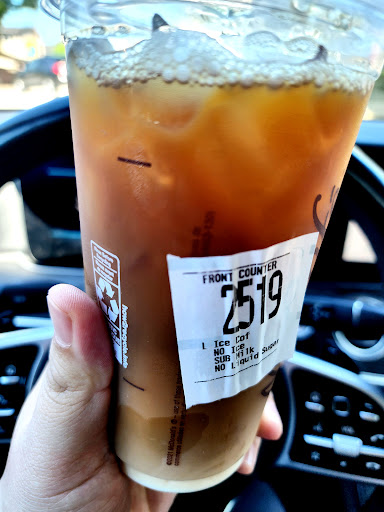 FRONT COUNTER
2519
L Ice Cof
NO Ice
SUB Milk
NO Liquid Sugar